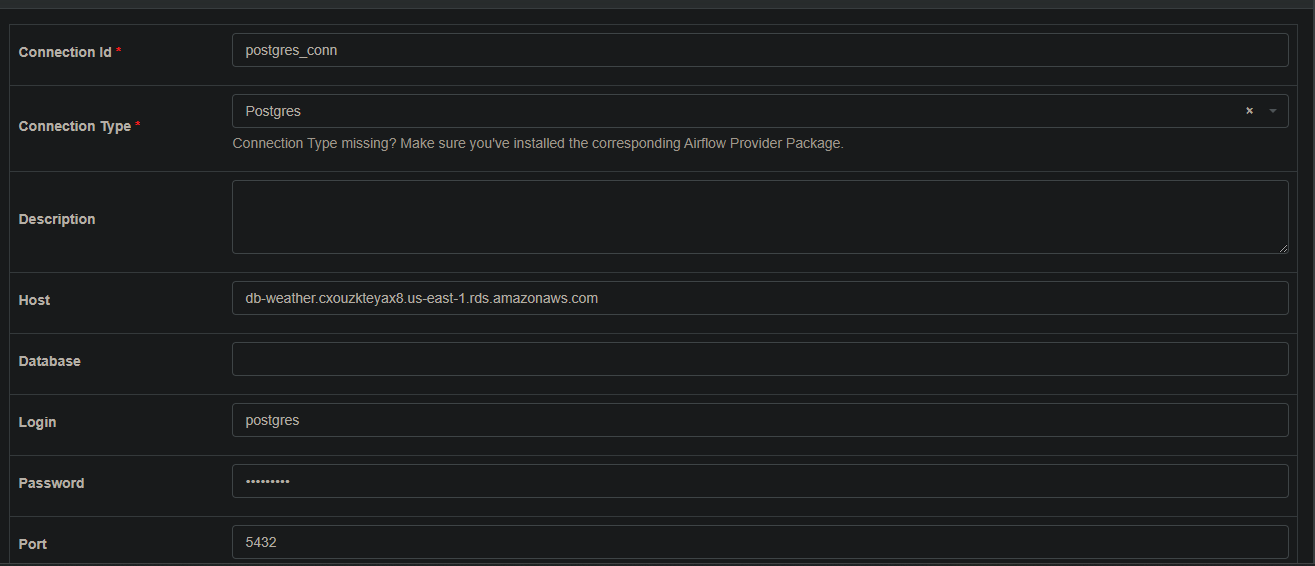 Connection Id *
postgres_conn
Connection Type *
Postgres
Connection Type missing? Make sure you've installed the corresponding Airflow Provider Package.
Description
Host
db-weather.cxouzkteyax8.us-east-1.rds.amazonaws.com
Database
Login
postgres
Password
•••••••••
Port
5432